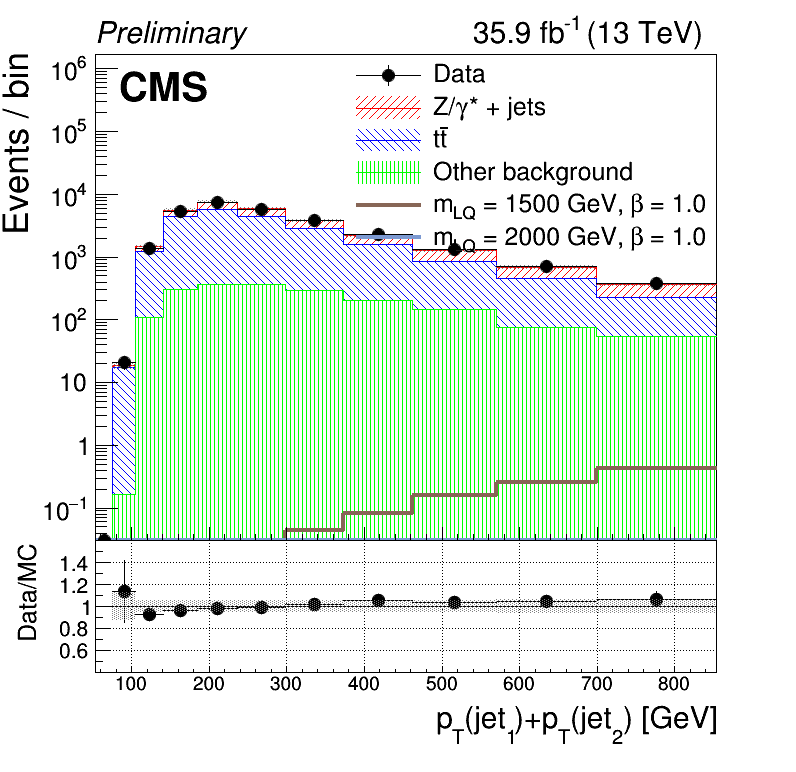 Preliminary
35.9 fb⁻¹ (13 TeV)
CMS
Events / bin
10⁶
10⁵
10⁴
10³
10²
10
1
10⁻¹
Data
Z/γ* + jets
tt̄
Other background
m_LQ = 1500 GeV, β = 1.0
m_LQ = 2000 GeV, β = 1.0
Data/MC
1.4
1.2
1
0.8
0.6
100 200 300 400 500 600 700 800
p_T(jet₁)+p_T(jet₂) [GeV]